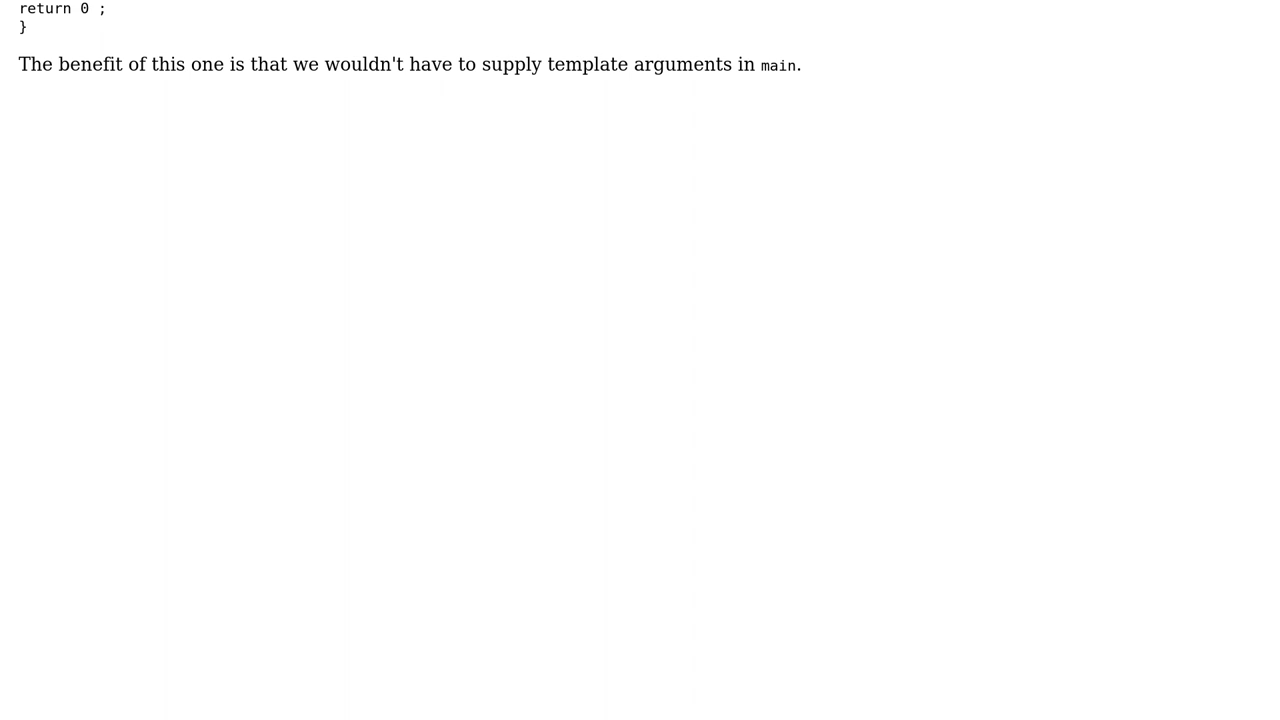 return 0 ;
}
The benefit of this one is that we wouldn't have to supply template arguments in main.